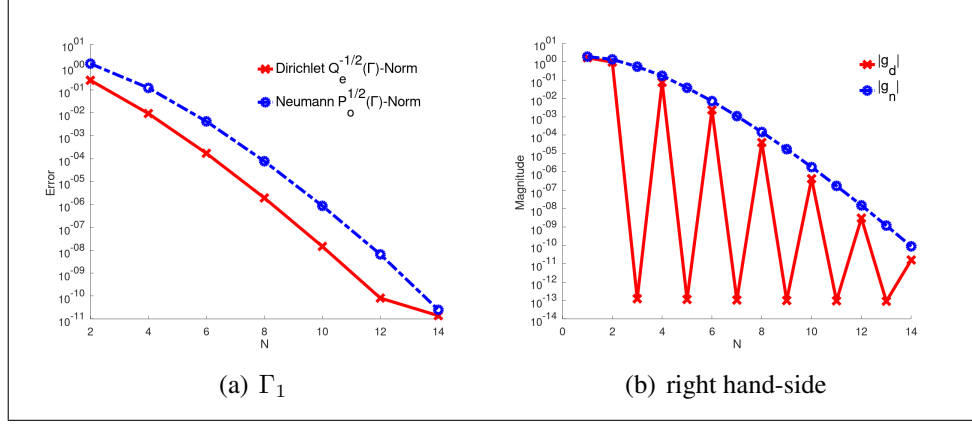 10^01
10^00
10^-01
10^-02
10^-03
10^-04
10^-05
10^-06
10^-07
10^-08
10^-09
10^-10
10^-11
Error
2 4 6 8 10 12 14
N
Dirichlet Q_e^-1/2(Γ)-Norm
Neumann P_o^1/2(Γ)-Norm
(a) Γ₁
10^01
10^00
10^-01
10^-02
10^-03
10^-04
10^-05
10^-06
10^-07
10^-08
10^-09
10^-10
10^-11
10^-12
10^-13
10^-14
Magnitude
0 2 4 6 8 10 12 14
N
|g_d|
|g_n|
(b) right hand-side